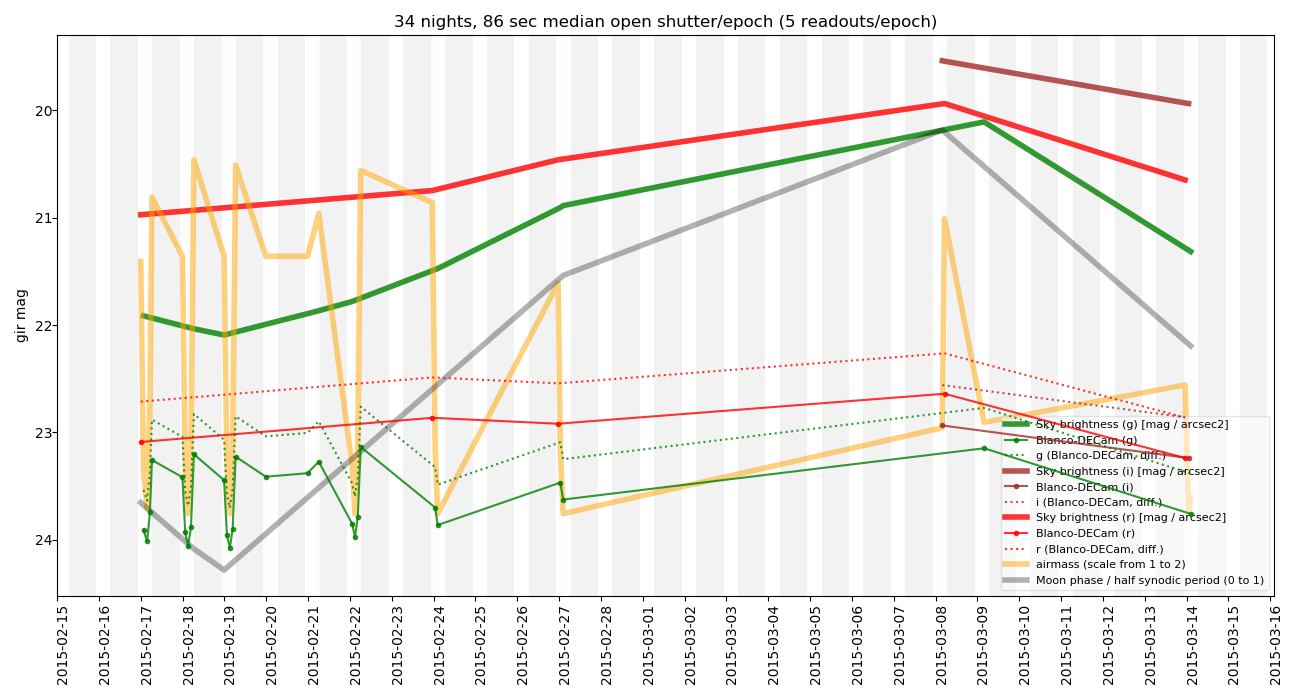 34 nights, 86 sec median open shutter/epoch (5 readouts/epoch)
gir mag
20
21
22
23
24
Sky brightness (g) [mag / arcsec2]
Blanco-DECam (g)
g (Blanco-DECam, diff.)
Sky brightness (i) [mag / arcsec2]
Blanco-DECam (i)
i (Blanco-DECam, diff.)
Sky brightness (r) [mag / arcsec2]
Blanco-DECam (r)
r (Blanco-DECam, diff.)
airmass (scale from 1 to 2)
Moon phase / half synodic period (0 to 1)
2015-02-15
2015-02-16
2015-02-17
2015-02-18
2015-02-19
2015-02-20
2015-02-21
2015-02-22
2015-02-23
2015-02-24
2015-02-25
2015-02-26
2015-02-27
2015-02-28
2015-03-01
2015-03-02
2015-03-03
2015-03-04
2015-03-05
2015-03-06
2015-03-07
2015-03-08
2015-03-09
2015-03-10
2015-03-11
2015-03-12
2015-03-13
2015-03-14
2015-03-15
2015-03-16